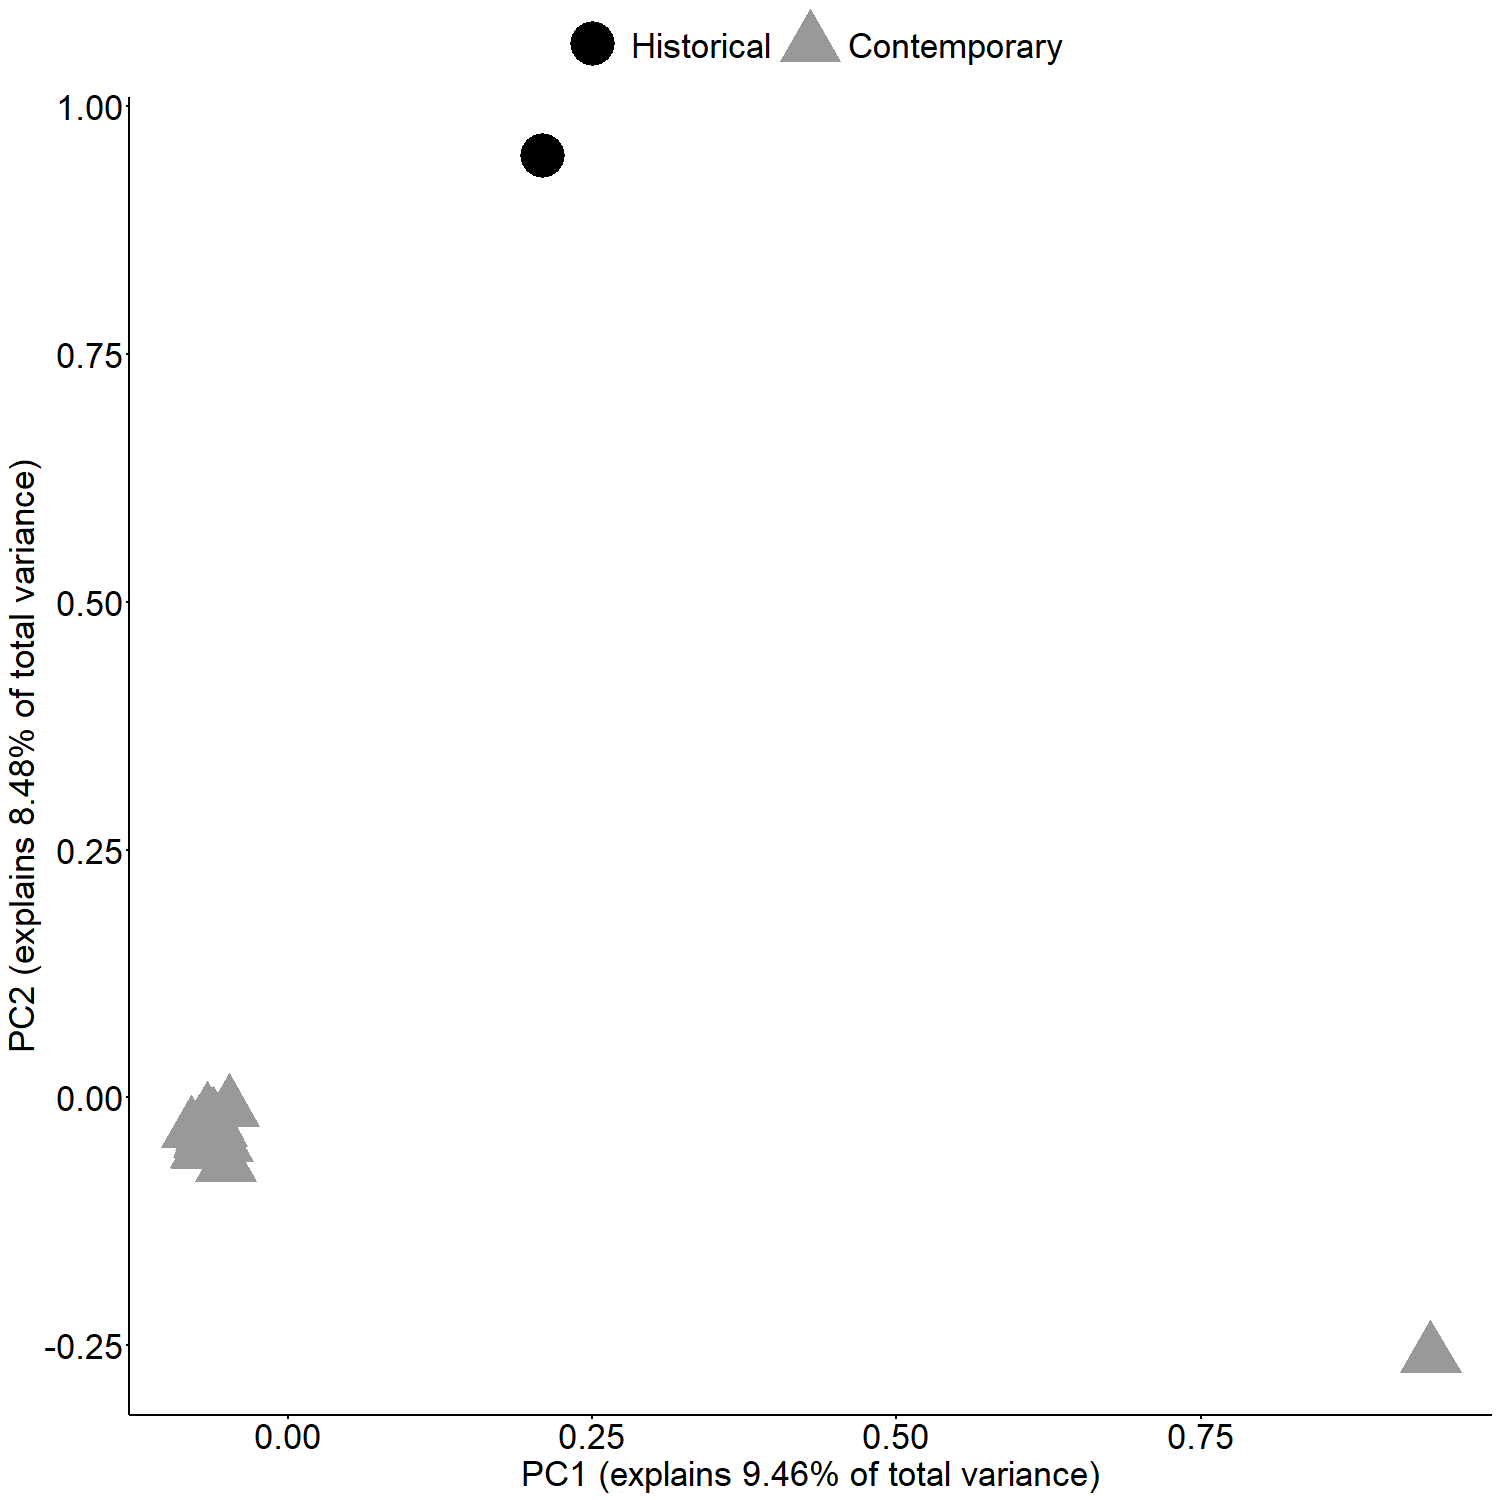 Historical Contemporary
1.00
0.75
0.50
0.25
0.00
-0.25
PC2 (explains 8.48% of total variance)
0.00 0.25 0.50 0.75
PC1 (explains 9.46% of total variance)